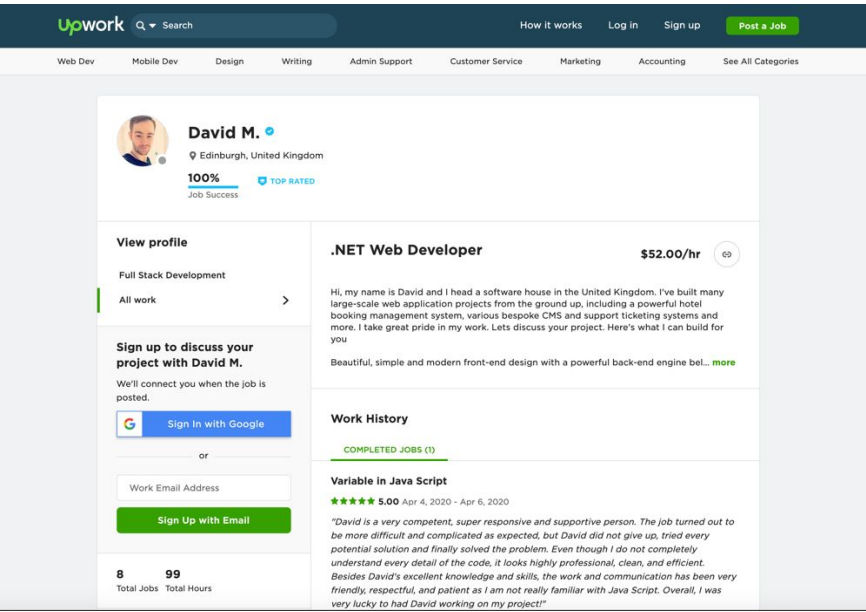 upwork Search How it works Log in Sign up Post a Job
Web Dev Mobile Dev Design Writing Admin Support Customer Service Marketing Accounting See All Categories
David M.
Edinburgh, United Kingdom
100% TOP RATED
Job Success
View profile
Full Stack Development
All work
Sign up to discuss your
project with David M.
We'll connect you when the job is
posted.
G Sign In with Google
or
Work Email Address
Sign Up with Email
8 99
Total Jobs Total Hours
.NET Web Developer $52.00/hr
Hi, my name is David and I head a software house in the United Kingdom. I've built many
large-scale web application projects from the ground up, including a powerful hotel
booking management system, various bespoke CMS and support ticketing systems and
more. I take great pride in my work. Lets discuss your project. Here's what I can build for
you
Beautiful, simple and modern front-end design with a powerful back-end engine bel... more
Work History
COMPLETED JOBS (1)
Variable in Java Script
5.00 Apr 4, 2020 - Apr 6, 2020
"David is a very competent, super responsive and supportive person. The job turned out to
be more difficult and complicated as expected, but David did not give up, tried every
potential solution and finally solved the problem. Even though I do not completely
understand every detail of the code, it looks highly professional, clean, and efficient.
Besides David's excellent knowledge and skills, the work and communication has been very
friendly, respectful, and patient as I am not really familiar with Java Script. Overall, I was
very lucky to had David working on my project!"